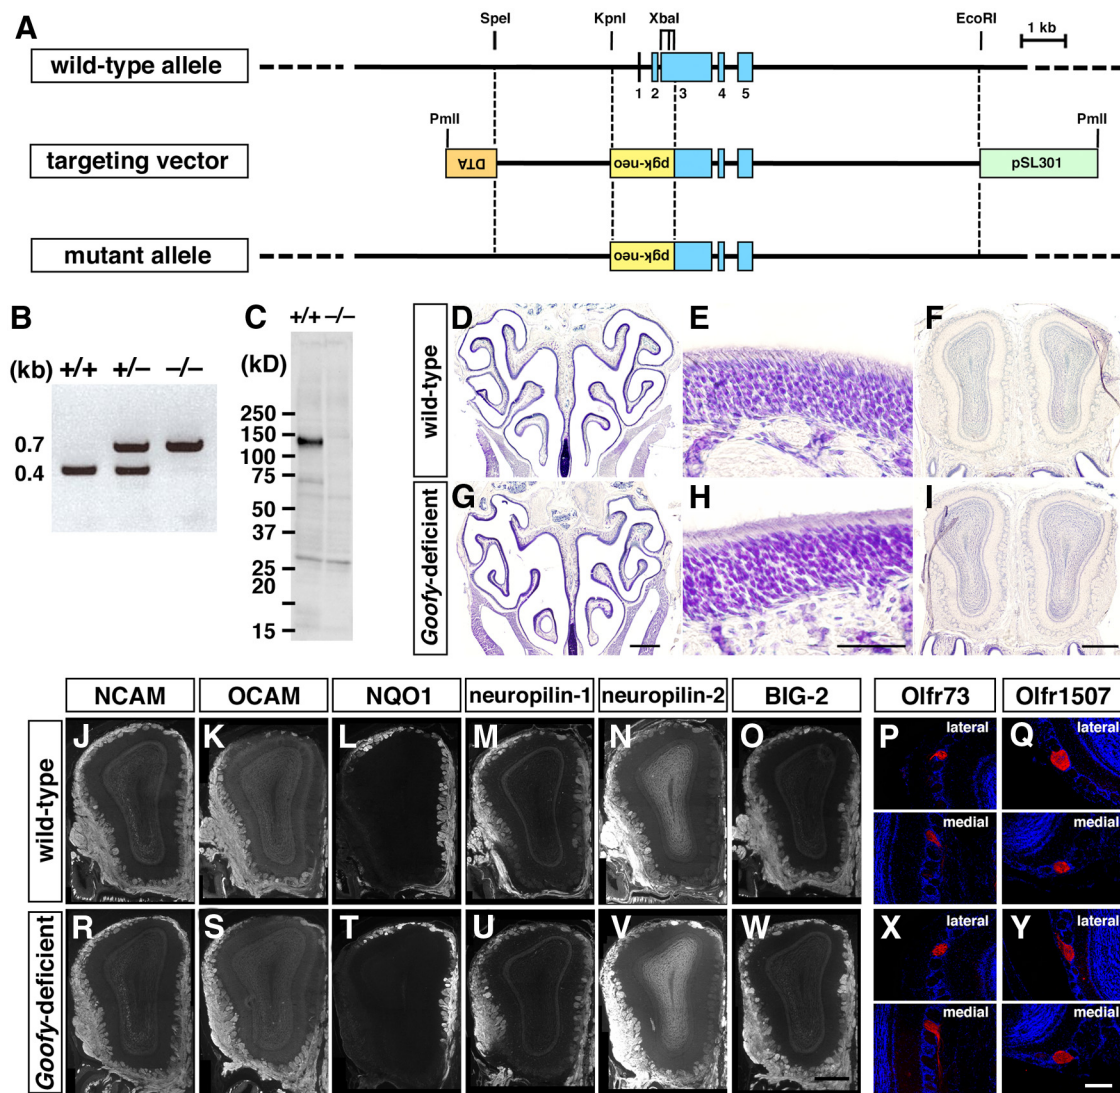 A
SpeI
KpnI
XbaI
EcoRI
1 kb
wild-type allele
1
2
3
4
5
PmlI
PmlI
targeting vector
DTA
pgk-neo
pSL301
mutant allele
pgk-neo
B
(kb)
+/+
+/–
–/–
0.7
0.4
C
+/+
–/–
(kD)
250
150
100
75
50
37
25
20
15
wild-type
D
E
F
Goofy-deficient
G
H
I
NCAM
OCAM
NQO1
neuropilin-1
neuropilin-2
BIG-2
Olfr73
Olfr1507
wild-type
J
K
L
M
N
O
P
lateral
medial
Q
lateral
medial
Goofy-deficient
R
S
T
U
V
W
X
lateral
medial
Y
lateral
medial